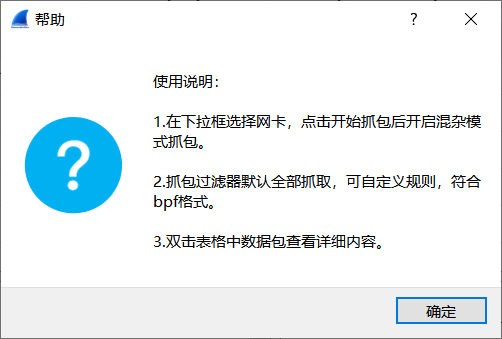 帮助
使用说明：
1.在下拉框选择网卡，点击开始抓包后开启混杂模
式抓包。
2.抓包过滤器默认全部抓取，可自定义规则，符合
bpf格式。
3.双击表格中数据包查看详细内容。
确定